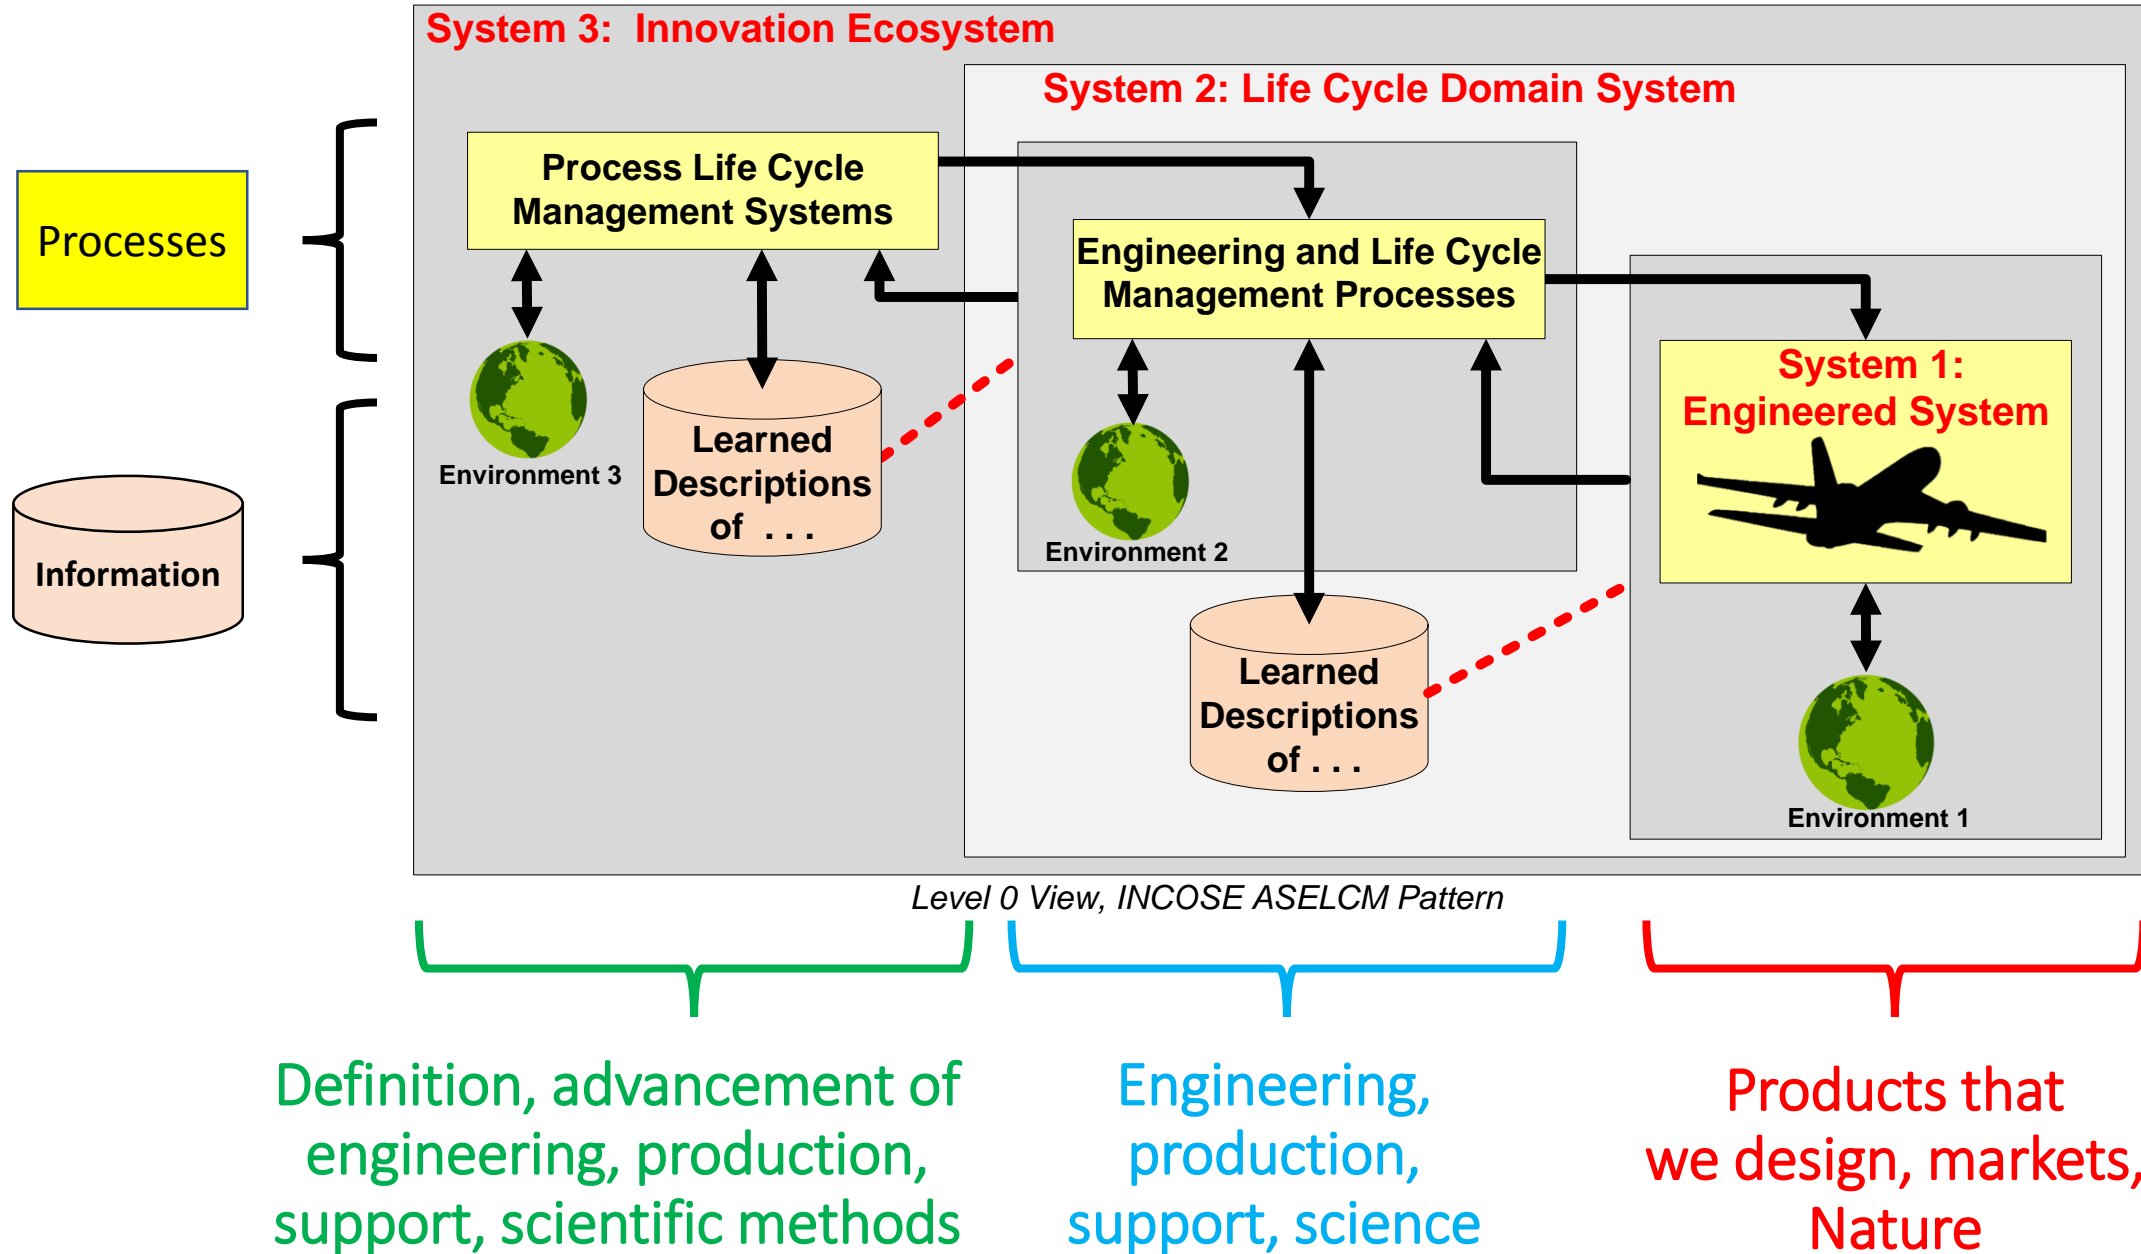 System 3:  Innovation Ecosystem
System 2: Life Cycle Domain System
Process Life Cycle
Management Systems
Processes
Engineering and Life Cycle
Management Processes
System 1:
Engineered System
Learned
Descriptions
of  . . .
Environment 3
Environment 2
Information
Learned
Descriptions
of . . .
Environment 1
Level 0 View, INCOSE ASELCM Pattern
Definition, advancement of
engineering, production,
support, scientific methods
Engineering,
production,
support, science
Products that
we design, markets,
Nature